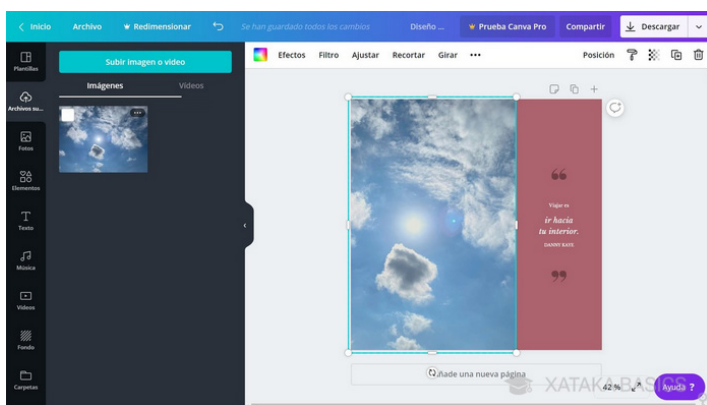 Inicio Archivo Redimensionar Se han guardado todos los cambios Diseño ... Prueba Canva Pro Compartir Descargar
Plantillas
Archivos su...
Fotos
Elementos
Texto
Música
Videos
Fondo
Carpetas
Subir imagen o video
Imágenes Videos
Efectos Filtro Ajustar Recortar Girar ... Posición
“
Viajar es
ir hacia
tu interior.
DANNY KAYE
”
Añade una nueva página
42 %
Ayuda ?
XATAKA BASICS